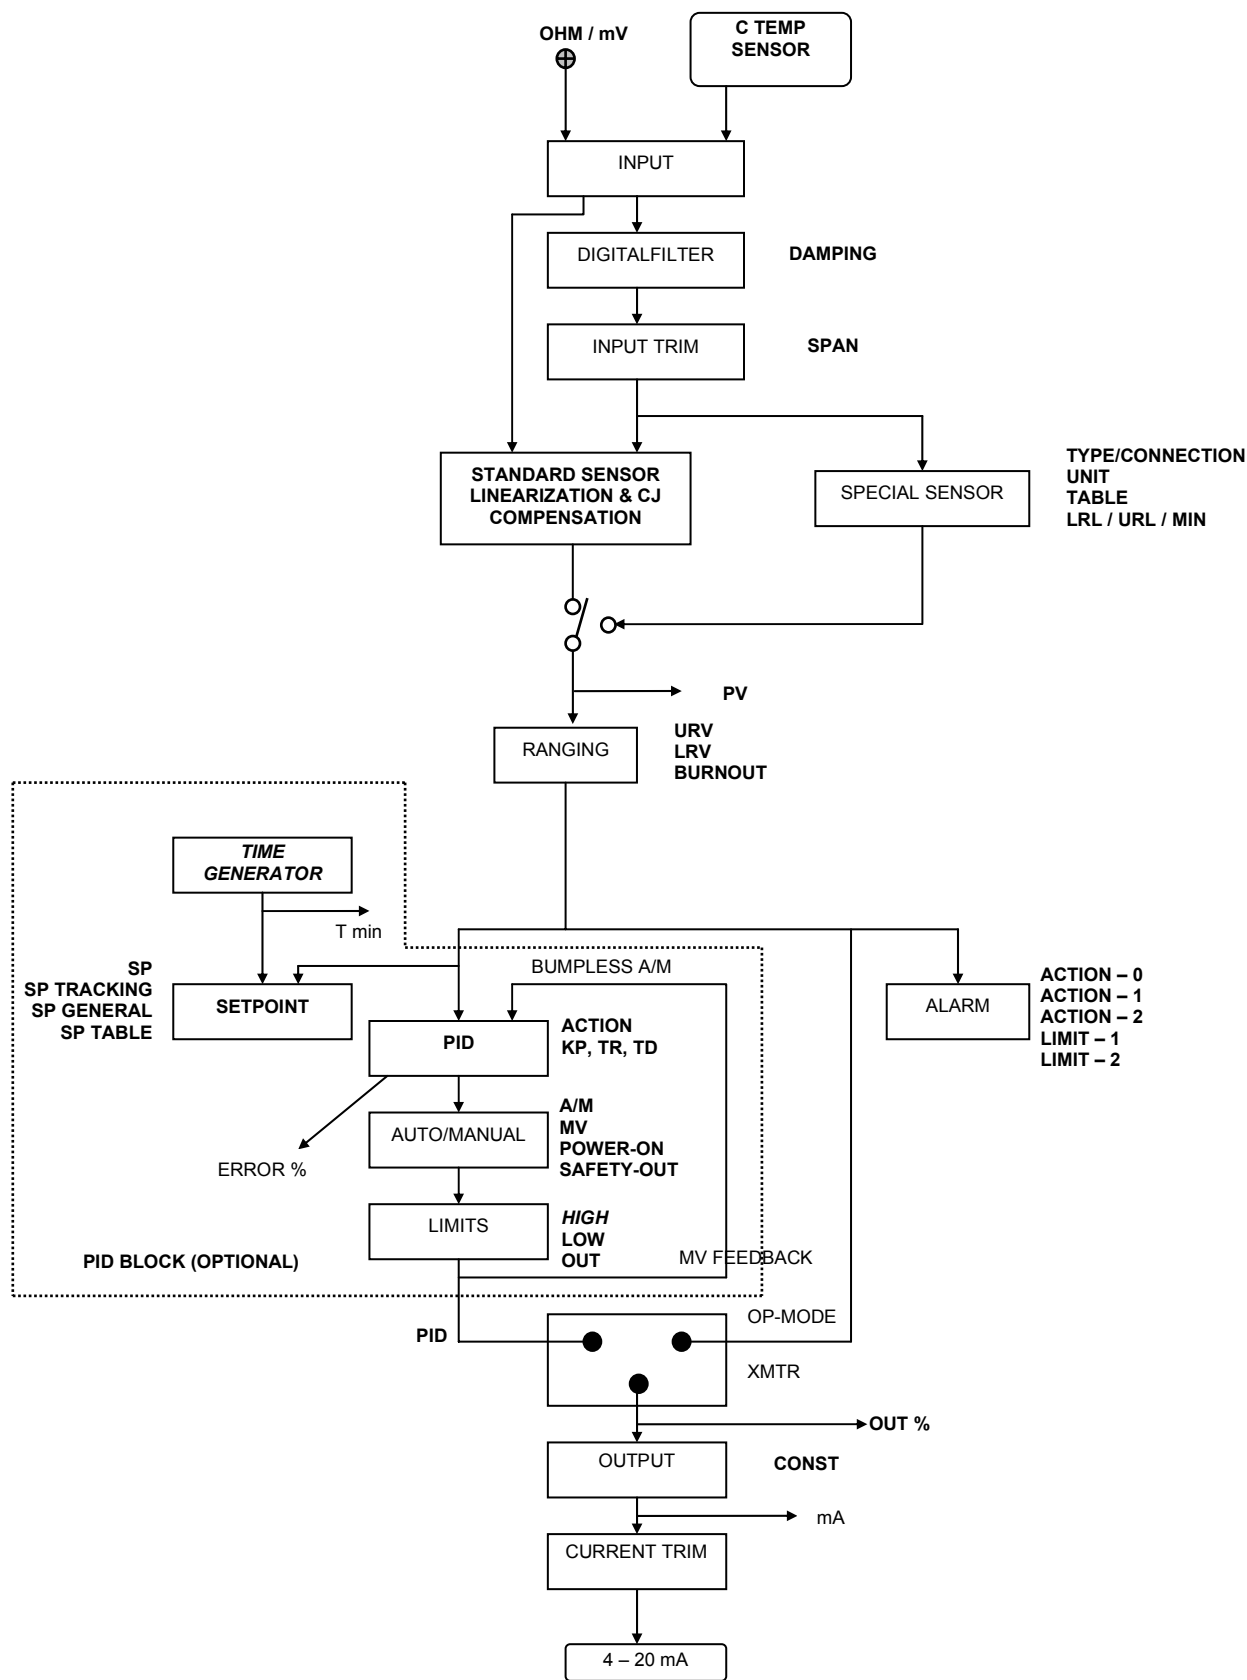 OHM / mV
C TEMP
SENSOR
INPUT
DIGITALFILTER
DAMPING
INPUT TRIM
SPAN
STANDARD SENSOR
LINEARIZATION & CJ
COMPENSATION
SPECIAL SENSOR
TYPE/CONNECTION
UNIT
TABLE
LRL / URL / MIN
PV
RANGING
URV
LRV
BURNOUT
TIME
GENERATOR
T min
SP
SP TRACKING
SP GENERAL
SP TABLE
SETPOINT
BUMPLESS A/M
PID
ACTION
KP, TR, TD
ALARM
ACTION – 0
ACTION – 1
ACTION – 2
LIMIT – 1
LIMIT – 2
ERROR %
AUTO/MANUAL
A/M
MV
POWER-ON
SAFETY-OUT
LIMITS
HIGH
LOW
OUT
PID BLOCK (OPTIONAL)
MV FEEDBACK
PID
OP-MODE
XMTR
OUT %
OUTPUT
CONST
mA
CURRENT TRIM
4 – 20 mA